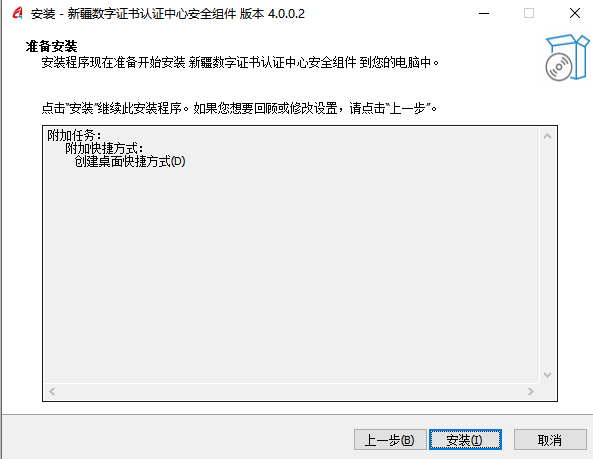 安装 - 新疆数字证书认证中心安全组件 版本 4.0.0.2
准备安装
安装程序现在准备开始安装 新疆数字证书认证中心安全组件 到您的电脑中。
点击“安装”继续此安装程序。如果您想要回顾或修改设置，请点击“上一步”。
附加任务：
附加快捷方式：
创建桌面快捷方式(D)
上一步(B) 安装(I) 取消